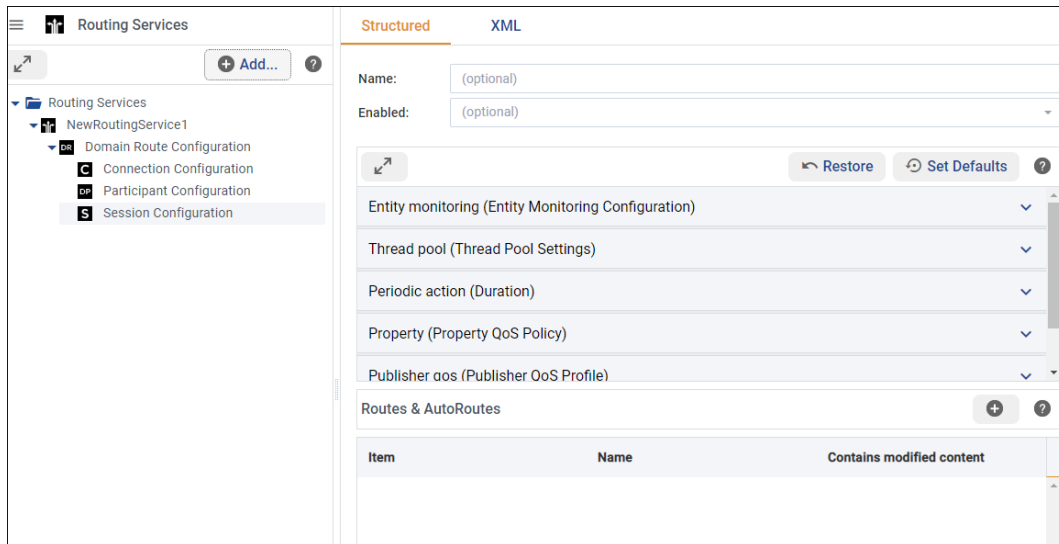 Routing Services
Add...
Routing Services
NewRoutingService1
DR Domain Route Configuration
C Connection Configuration
DP Participant Configuration
S Session Configuration
Structured XML
Name: (optional)
Enabled: (optional)
Restore Set Defaults
Entity monitoring (Entity Monitoring Configuration)
Thread pool (Thread Pool Settings)
Periodic action (Duration)
Property (Property QoS Policy)
Publisher qos (Publisher QoS Profile)
Routes & AutoRoutes
Item Name Contains modified content